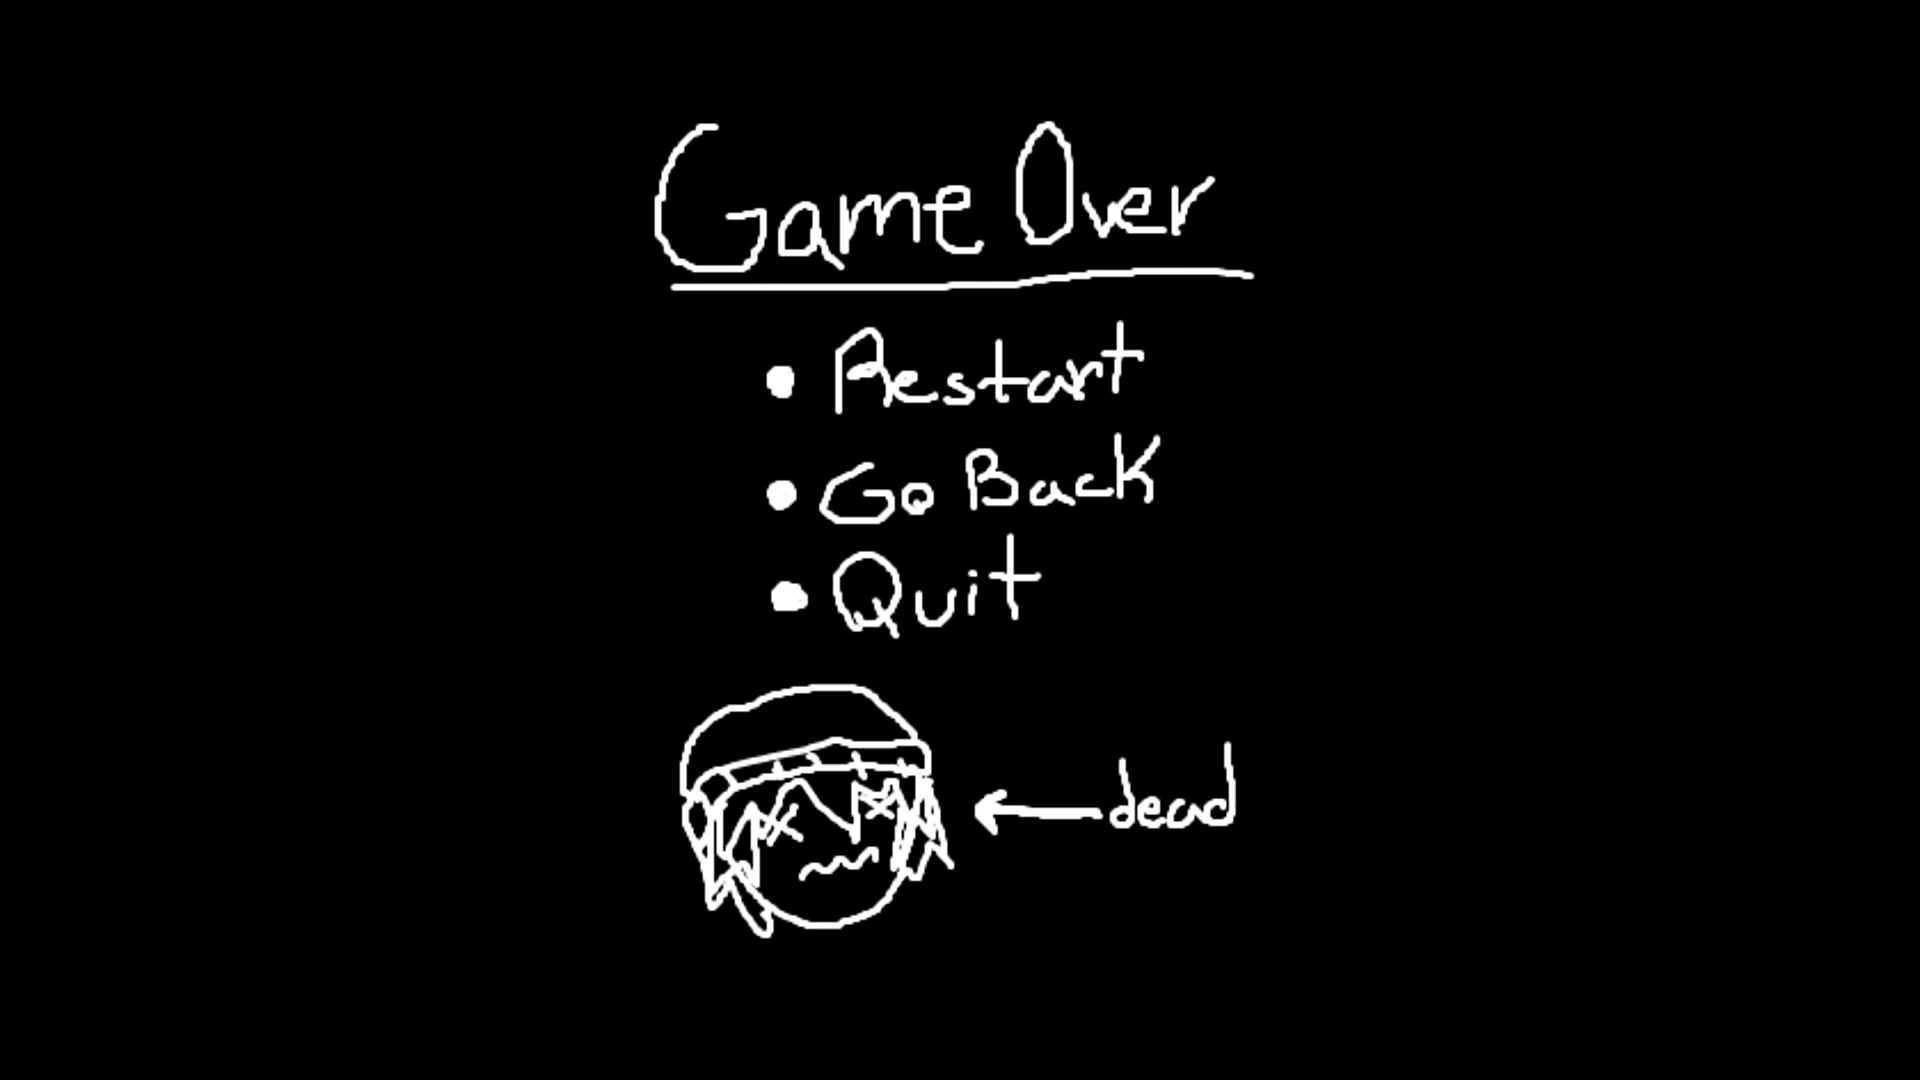 Game Over
• Restart
• Go Back
• Quit
dead